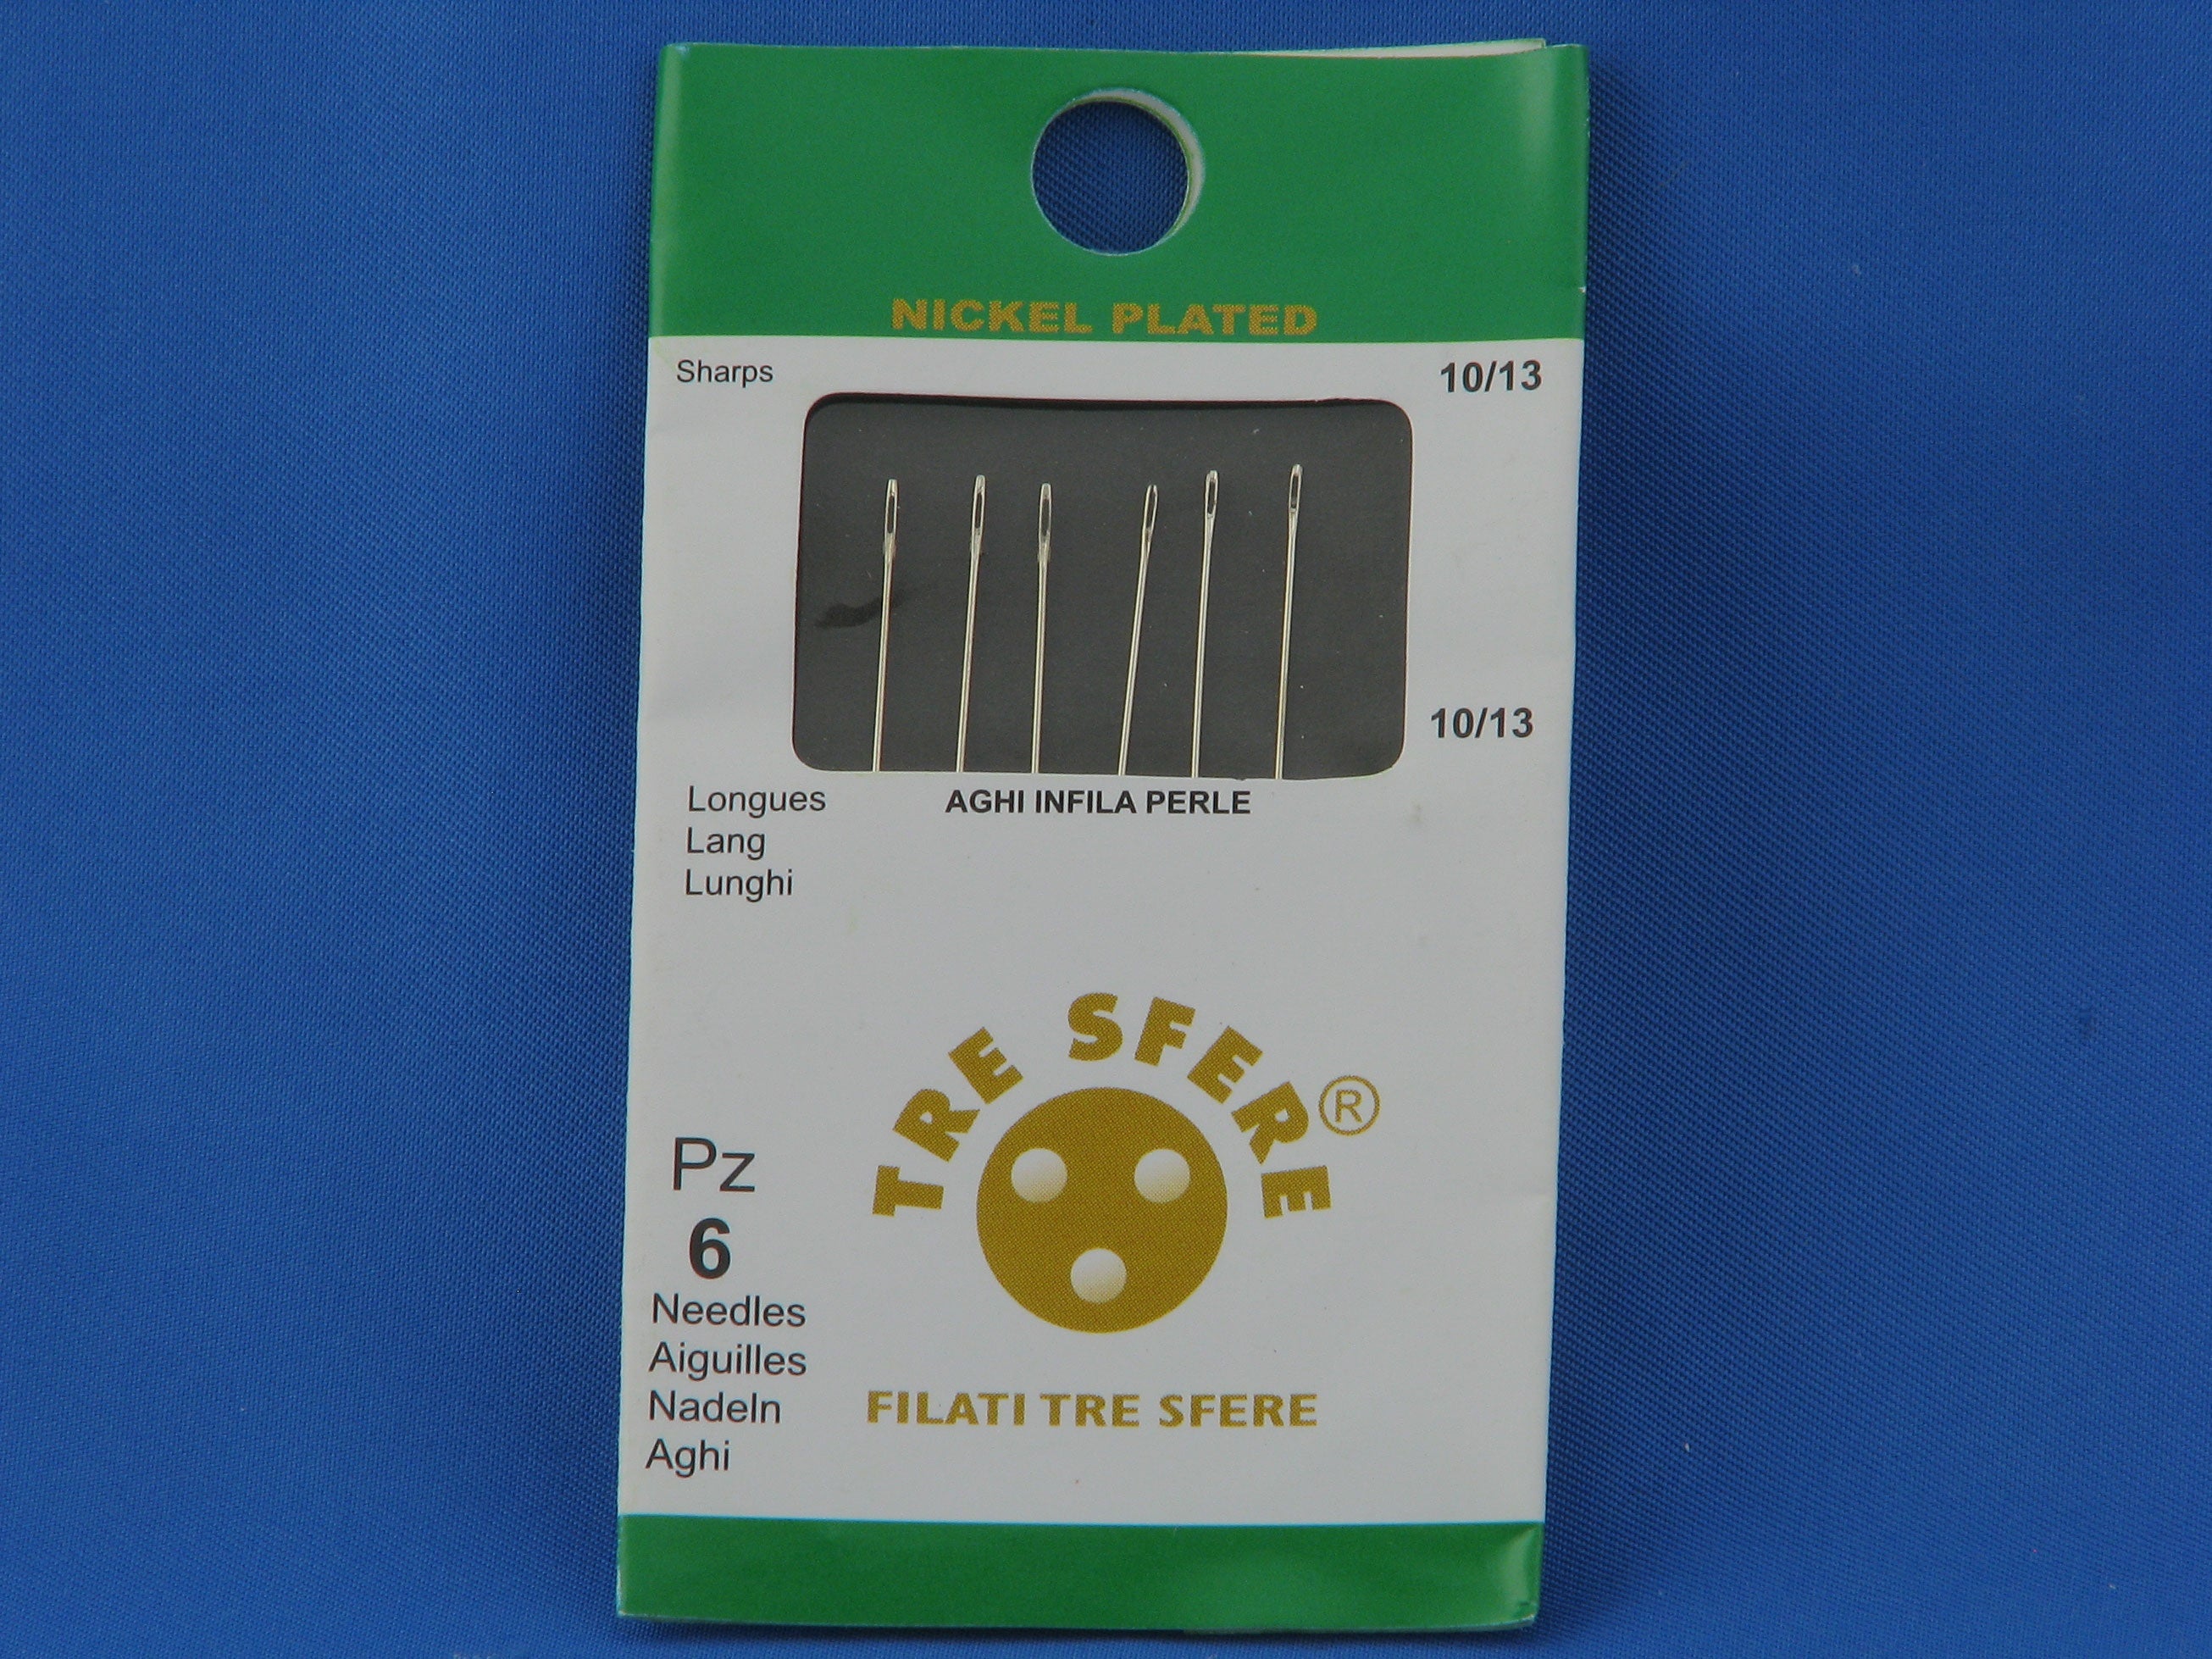 NICKEL PLATED
Sharps
10/13
10/13
Longues
Lang
Lunghi
AGHI INFILA PERLE
TRE SFERE®
Pz
6
Needles
Aiguilles
Nadeln
Aghi
FILATI TRE SFERE